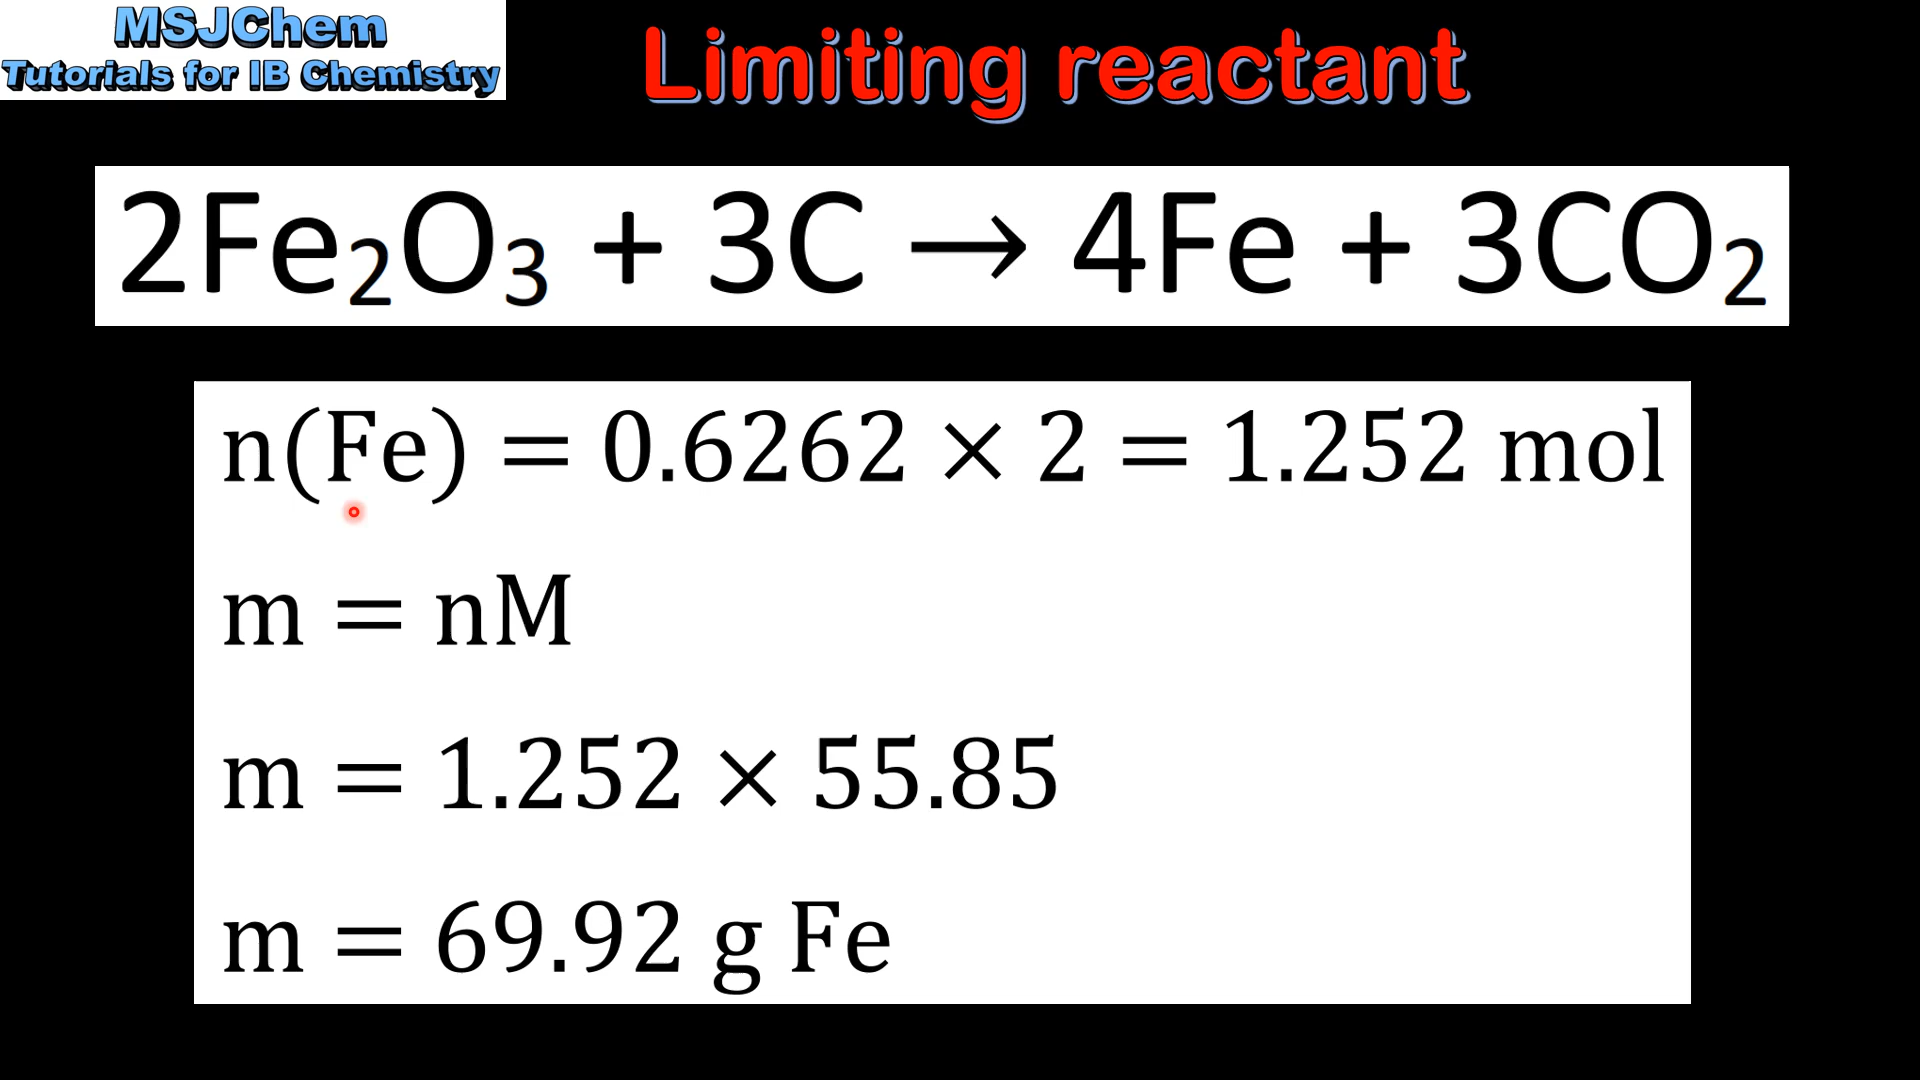 MSJChem
Tutorials for IB Chemistry
Limiting reactant
2Fe₂O₃ + 3C → 4Fe + 3CO₂
n(Fe) = 0.6262 × 2 = 1.252 mol
m = nM
m = 1.252 × 55.85
m = 69.92 g Fe